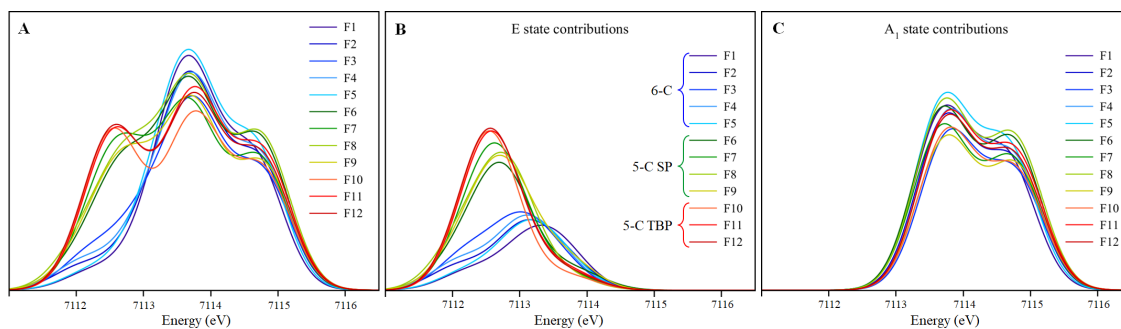 A
F1
F2
F3
F4
F5
F6
F7
F8
F9
F10
F11
F12
7112 7113 7114 7115 7116
Energy (eV)
B E state contributions
F1
F2
6-C F3
F4
F5
F6
F7
5-C SP
F8
F9
F10
5-C TBP F11
F12
7112 7113 7114 7115 7116
Energy (eV)
C A₁ state contributions
F1
F2
F3
F4
F5
F6
F7
F8
F9
F10
F11
F12
7112 7113 7114 7115 7116
Energy (eV)